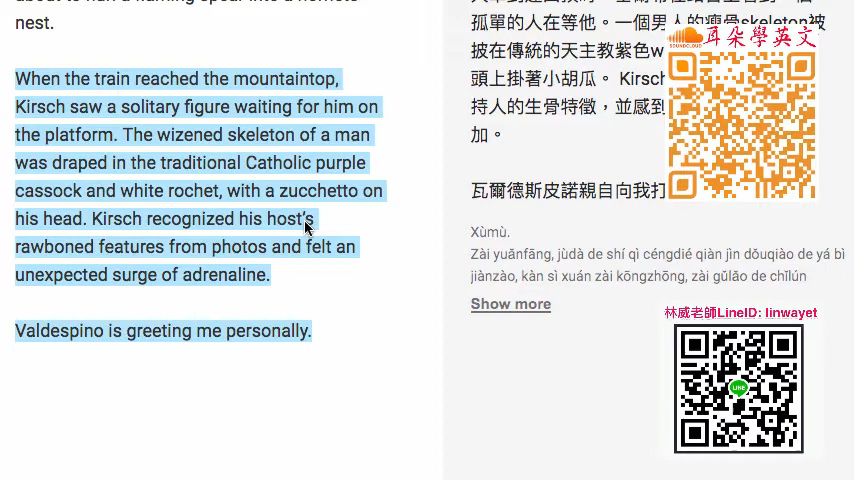 nest.
When the train reached the mountaintop,
Kirsch saw a solitary figure waiting for him on
the platform. The wizened skeleton of a man
was draped in the traditional Catholic purple
cassock and white rochet, with a zucchetto on
his head. Kirsch recognized his host's
rawboned features from photos and felt an
unexpected surge of adrenaline.
Valdespino is greeting me personally.
孤單的人在等他。一個男人的瘦骨skeleton被
披在傳統的天主教紫色w
頭上掛著小胡瓜。 Kirsch
持人的生骨特徵，並感到
加。
瓦爾德斯皮諾親自向我打
Xùmù.
Zài yuǎnfāng, jùdà de shí qì céngdié qiàn jìn dǒuqiào de yá bì
jiànzào, kàn sì xuán zài kōngzhōng, zài gǔlǎo de chǐlún
Show more
SOUNDCLOUD
耳朵學英文
林威老師LineID: linwayet
LINE